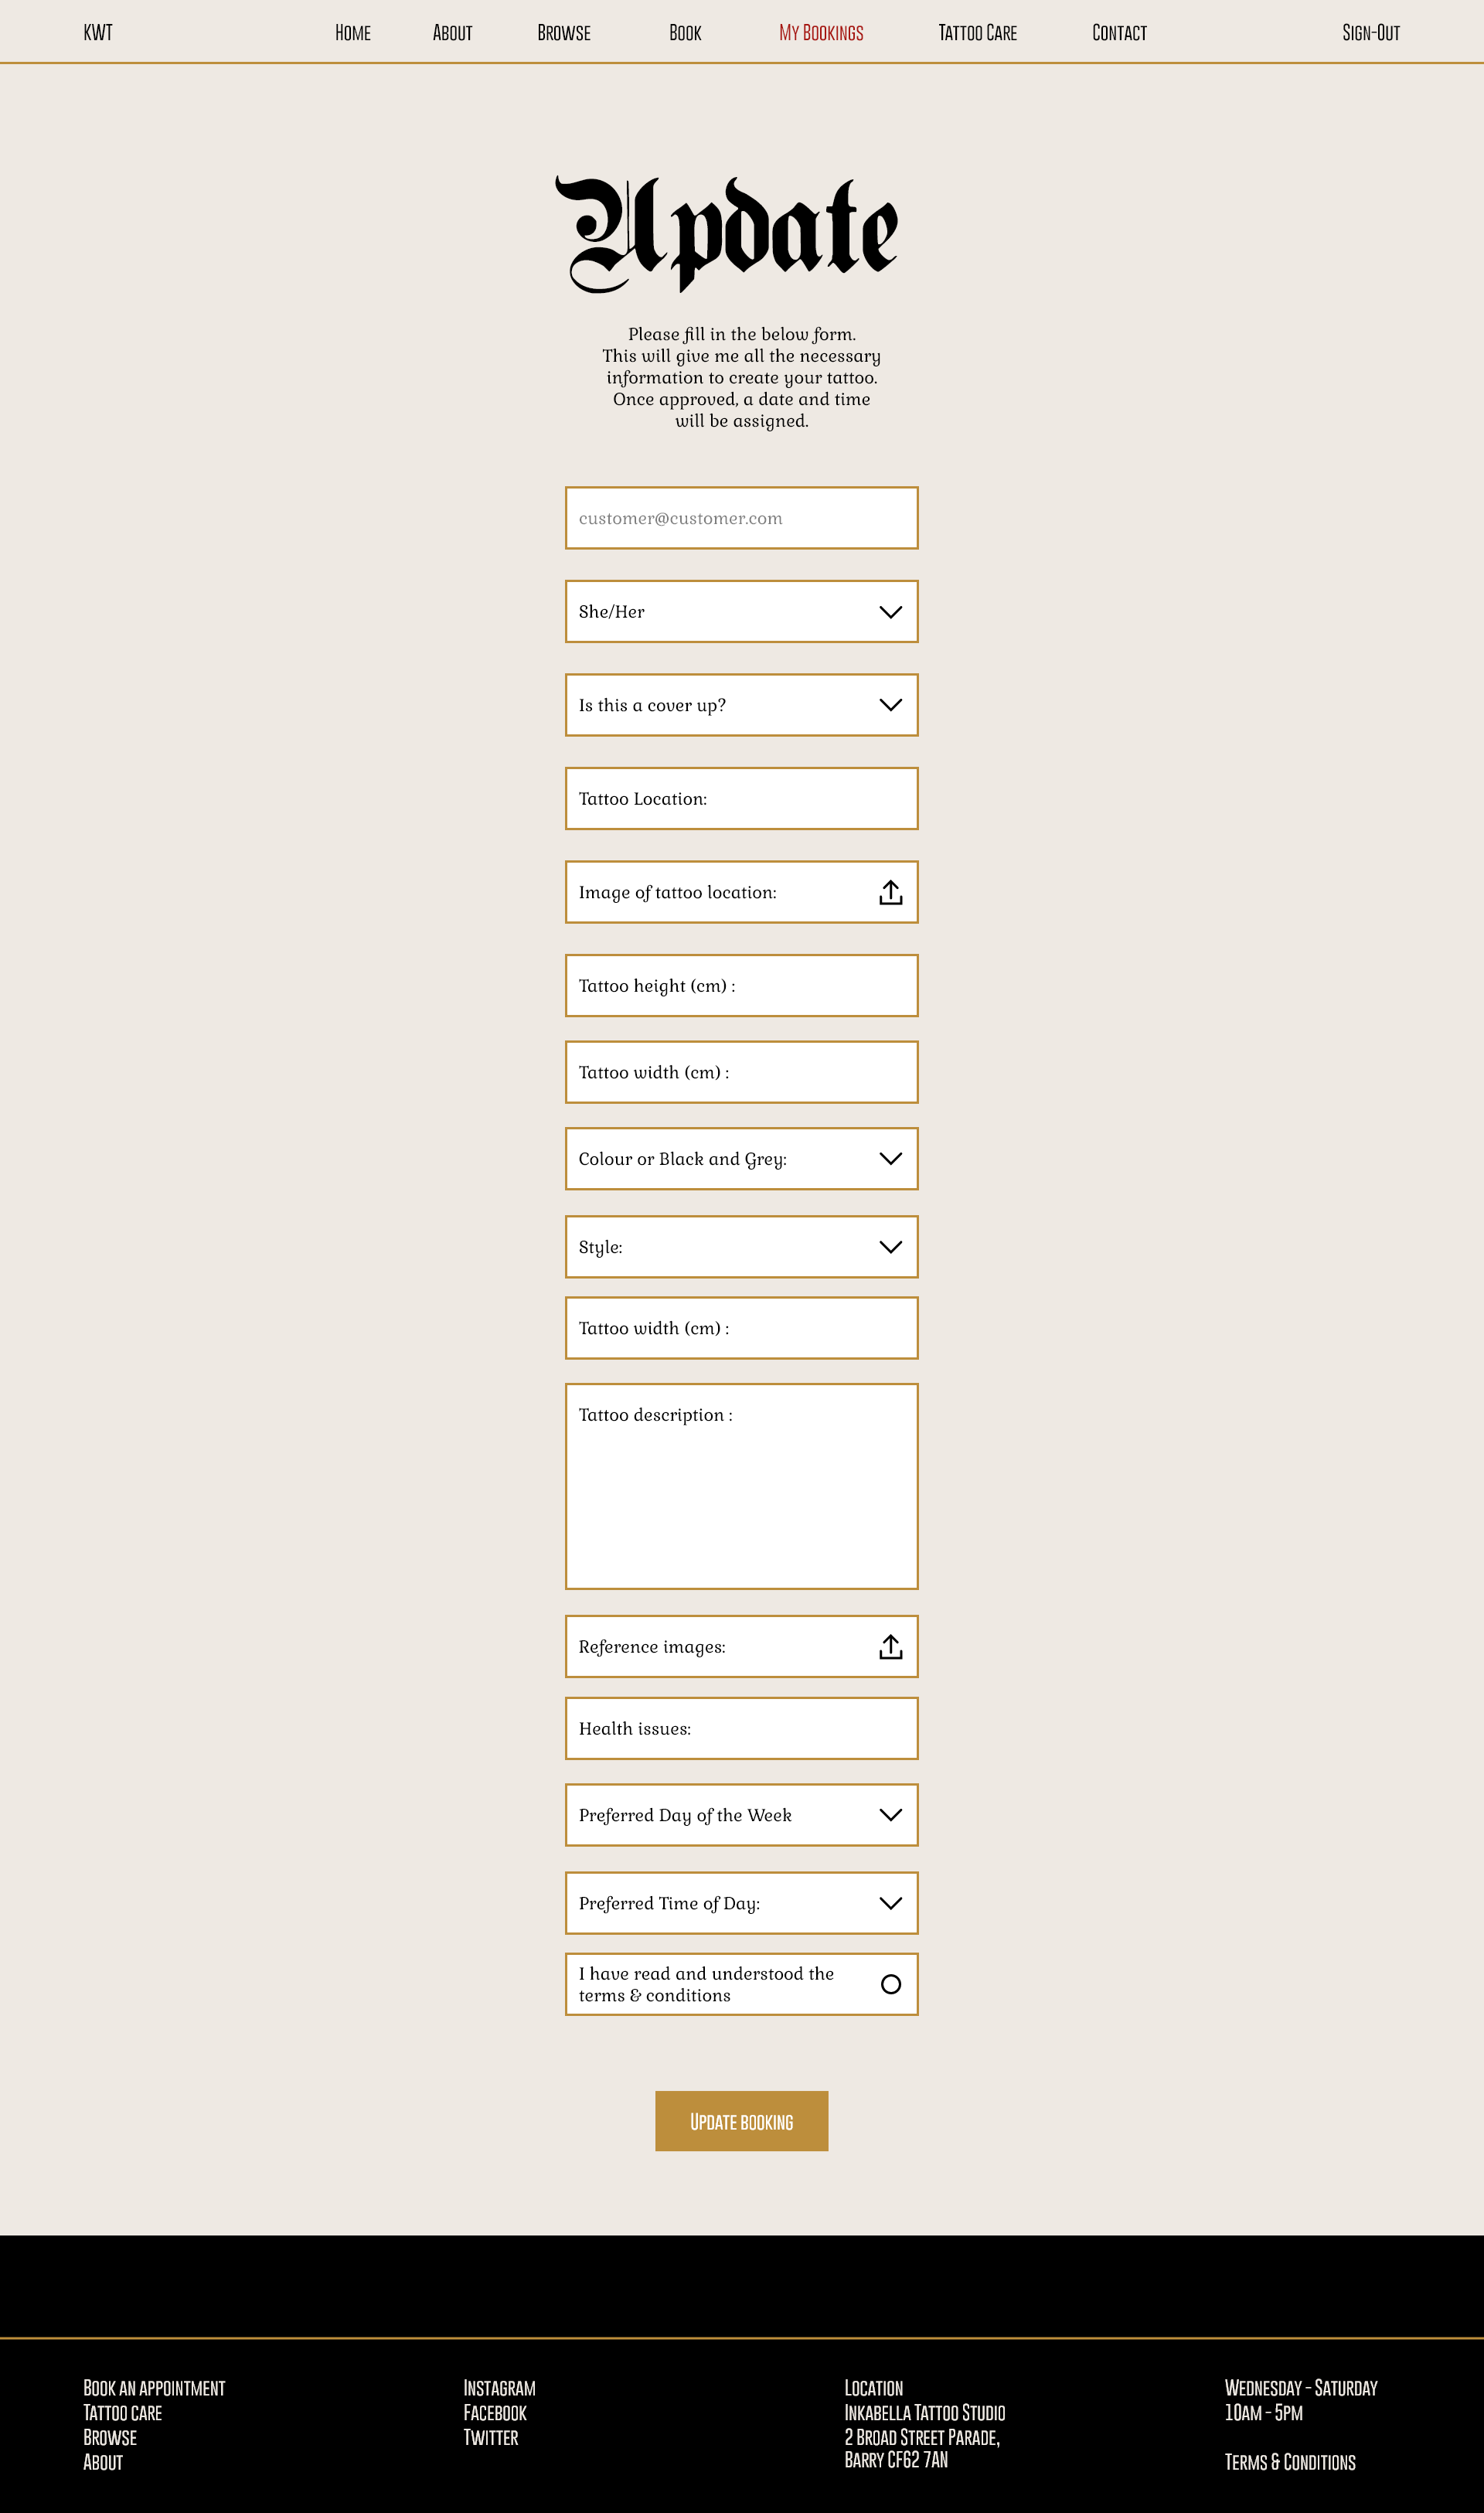 KWT
Home
About
Browse
Book
My Bookings
Tattoo Care
Contact
Sign-Out
Update
Please fill in the below form.
This will give me all the necessary
information to create your tattoo.
Once approved, a date and time
will be assigned.
customer@customer.com
She/Her
Is this a cover up?
Tattoo Location:
Image of tattoo location:
Tattoo height (cm) :
Tattoo width (cm) :
Colour or Black and Grey:
Style:
Tattoo width (cm) :
Tattoo description :
Reference images:
Health issues:
Preferred Day of the Week
Preferred Time of Day:
I have read and understood the
terms & conditions
Update booking
Book an appointment
Tattoo care
Browse
About
Instagram
Facebook
Twitter
Location
Inkabella Tattoo Studio
2 Broad Street Parade,
Barry CF62 7AN
Wednesday - Saturday
10am - 5pm
Terms & Conditions